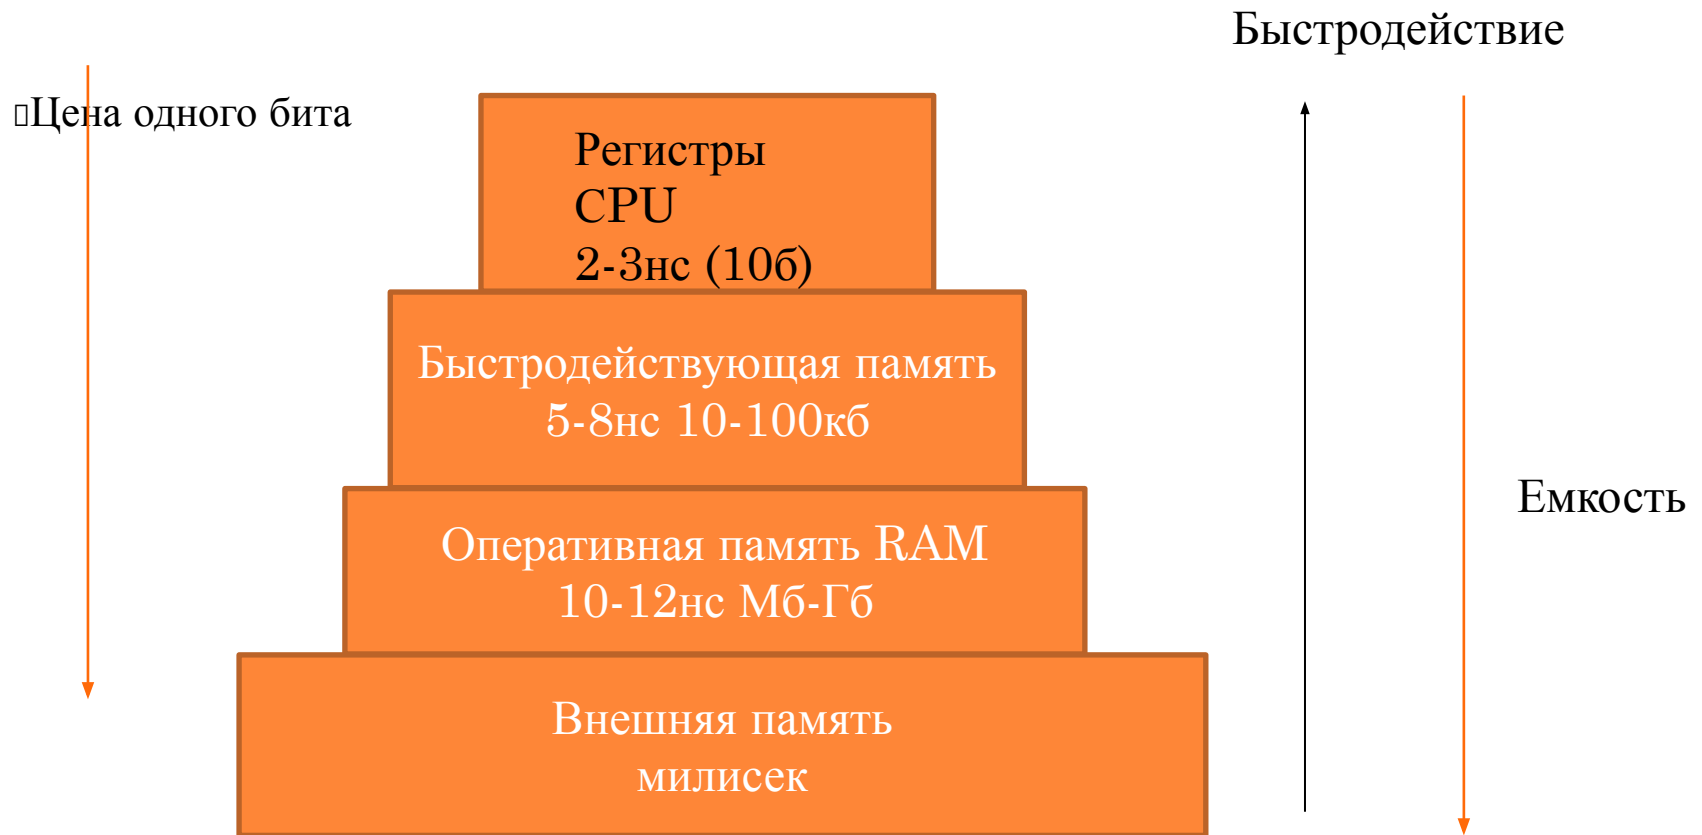 Быстродействие
Цена одного бита
Регистры
CPU
2-3нс (10б)
Быстродействующая память
5-8нс 10-100кб
Емкость
Оперативная память RAM
10-12нс Мб-Гб
Внешняя память
милисек